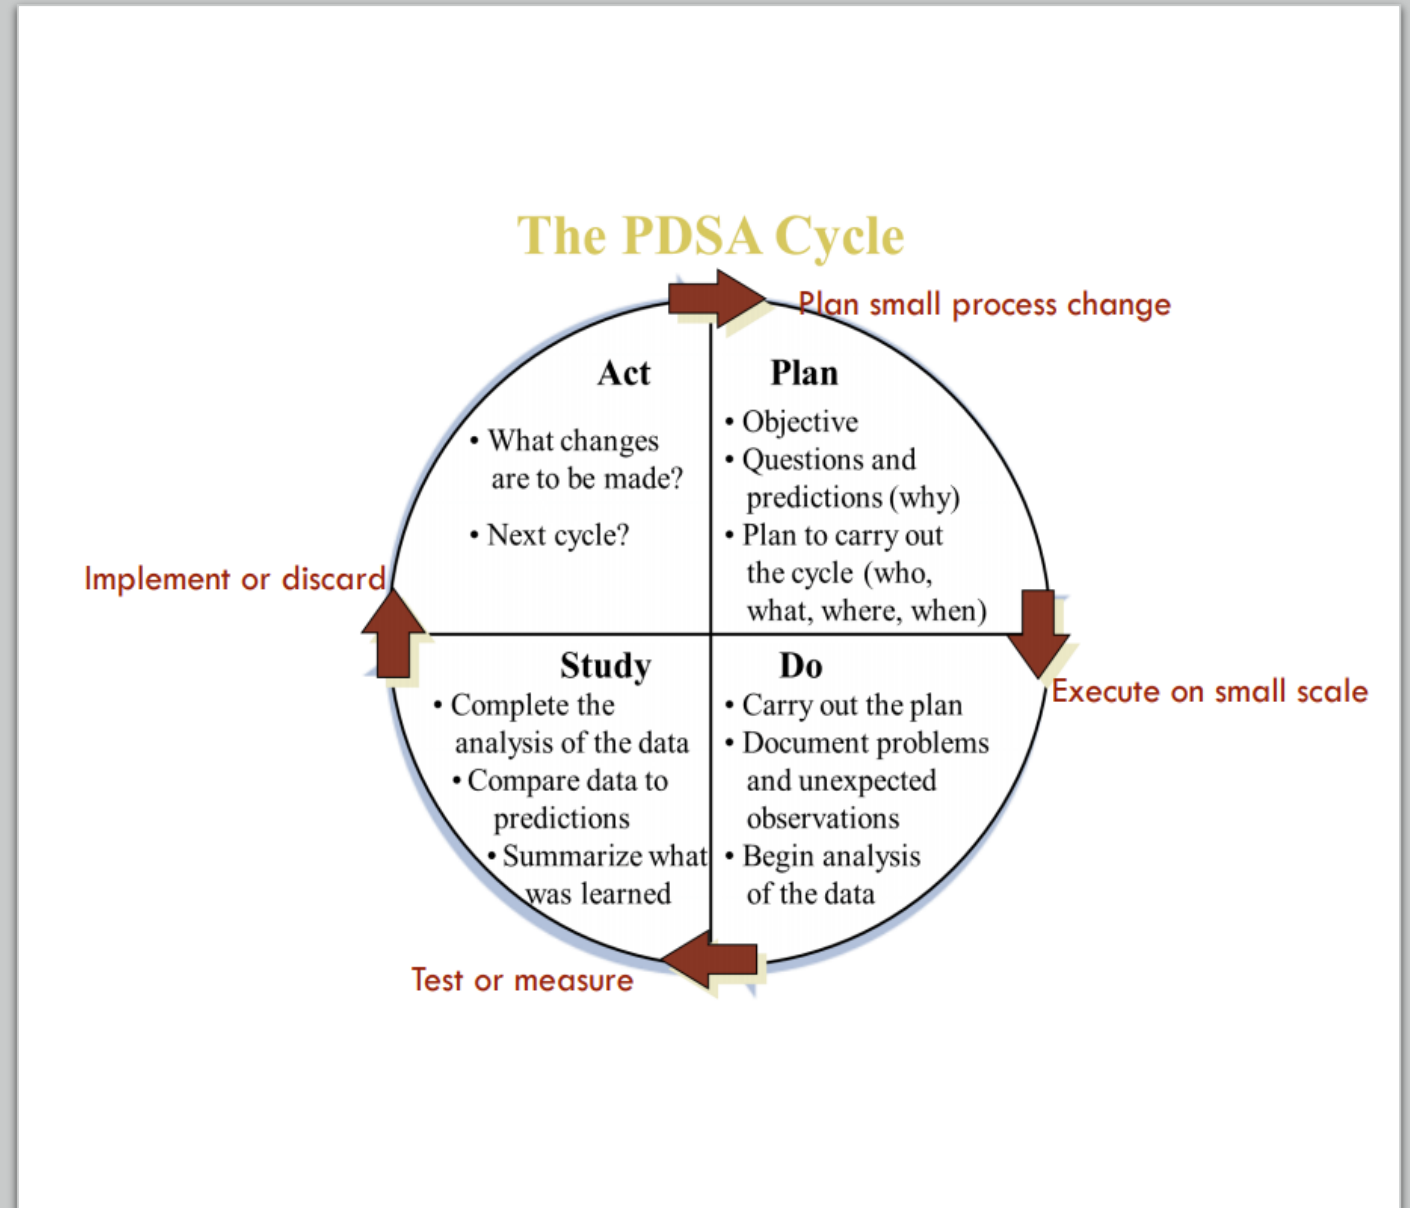 The PDSA Cycle
Plan small process change
Act
• What changes
are to be made?
• Next cycle?
Plan
• Objective
• Questions and
predictions (why)
• Plan to carry out
the cycle (who,
what, where, when)
Implement or discard
Execute on small scale
Study
• Complete the
analysis of the data
• Compare data to
predictions
• Summarize what
was learned
Do
• Carry out the plan
• Document problems
and unexpected
observations
• Begin analysis
of the data
Test or measure